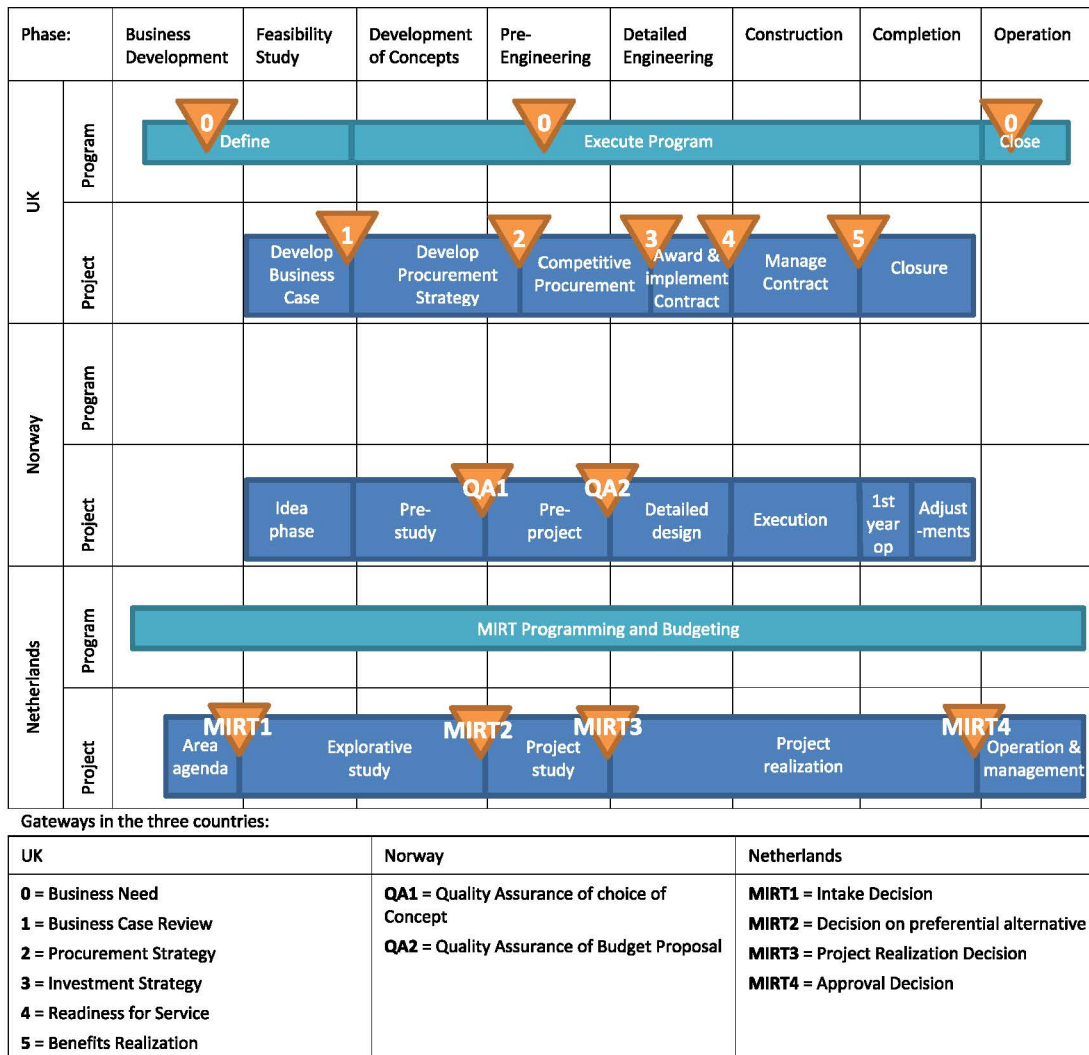 Phase:
Business
Development
Feasibility
Study
Development
of Concepts
Pre-
Engineering
Detailed
Engineering
Construction
Completion
Operation
UK
Program
0
0
0
Define
Execute Program
Close
Project
1
2
3
4
5
Develop
Business
Case
Develop
Procurement
Strategy
Competitive
Procurement
Award &
implement
Contract
Manage
Contract
Closure
Norway
Program
Project
QA1
QA2
Idea
phase
Pre-
study
Pre-
project
Detailed
design
Execution
1st
year
op
Adjust
-ments
Netherlands
Program
MIRT Programming and Budgeting
Project
MIRT1
MIRT2
MIRT3
MIRT4
Area
agenda
Explorative
study
Project
study
Project
realization
Operation &
management
Gateways in the three countries:
UK
0 = Business Need
1 = Business Case Review
2 = Procurement Strategy
3 = Investment Strategy
4 = Readiness for Service
5 = Benefits Realization
Norway
QA1 = Quality Assurance of choice of
Concept
QA2 = Quality Assurance of Budget Proposal
Netherlands
MIRT1 = Intake Decision
MIRT2 = Decision on preferential alternative
MIRT3 = Project Realization Decision
MIRT4 = Approval Decision